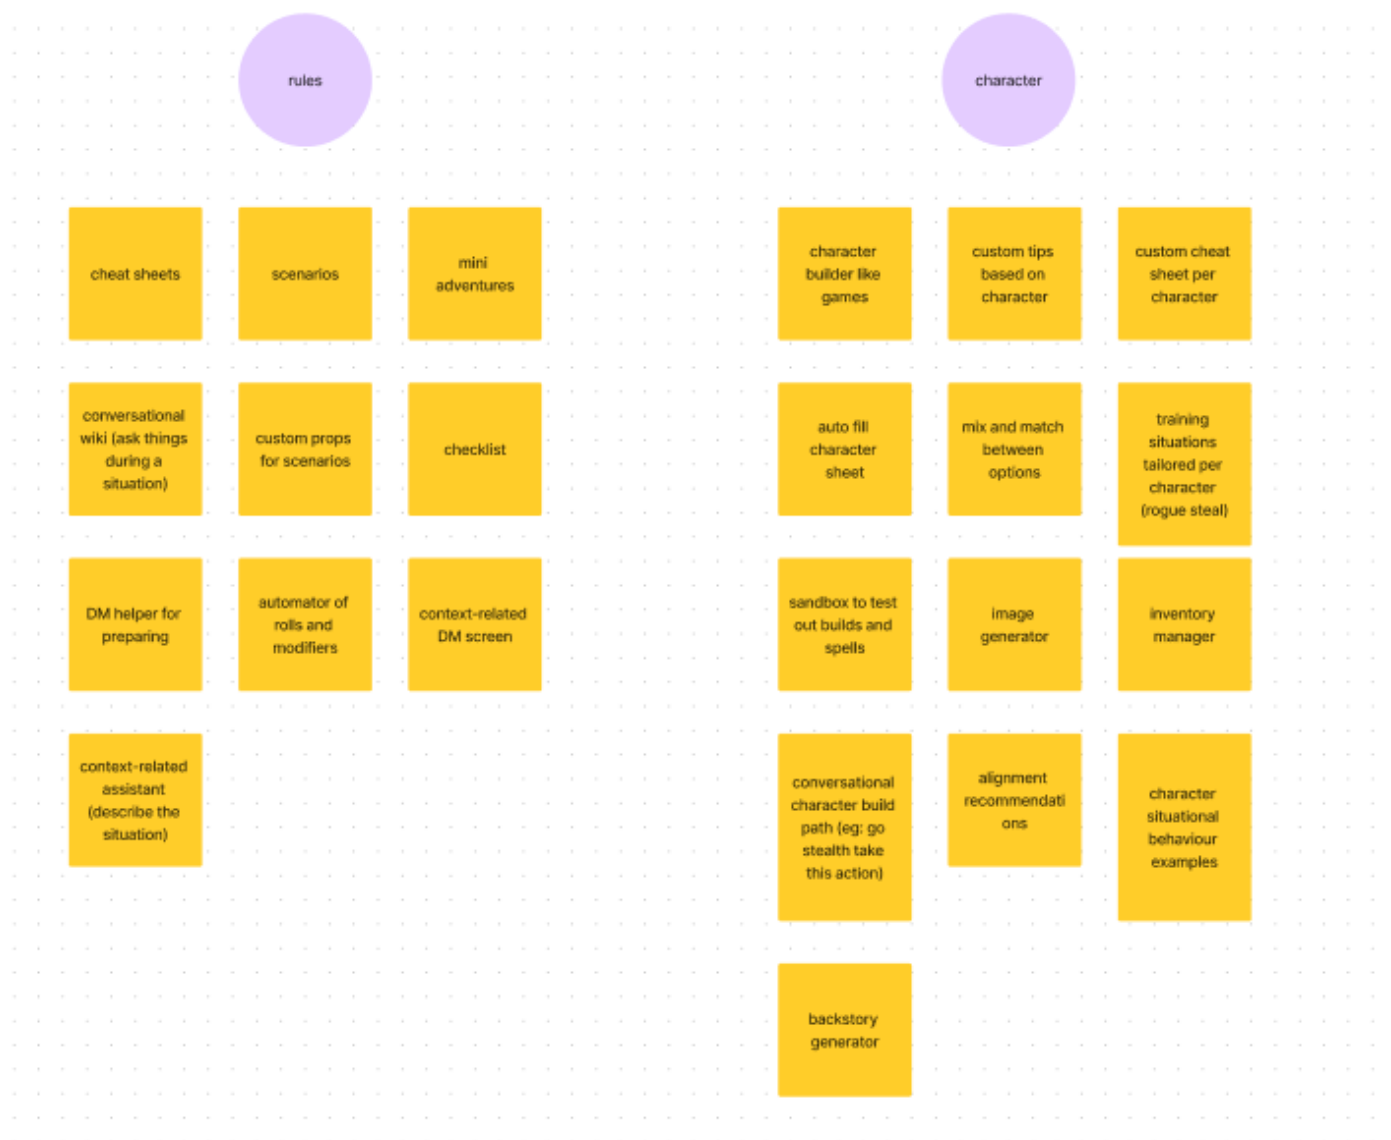 rules
character
cheat sheets
scenarios
mini
adventures
character
builder like
games
custom tips
based on
character
custom cheat
sheet per
character
conversational
wiki (ask things
during a
situation)
custom props
for scenarios
checklist
auto fill
character
sheet
mix and match
between
options
training
situations
tailored per
character
(rogue steal)
DM helper for
preparing
automator of
rolls and
modifiers
context-related
DM screen
sandbox to test
out builds and
spells
image
generator
inventory
manager
context-related
assistant
(describe the
situation)
conversational
character build
path (eg: go
stealth take
this action)
alignment
recommendati
ons
character
situational
behaviour
examples
backstory
generator